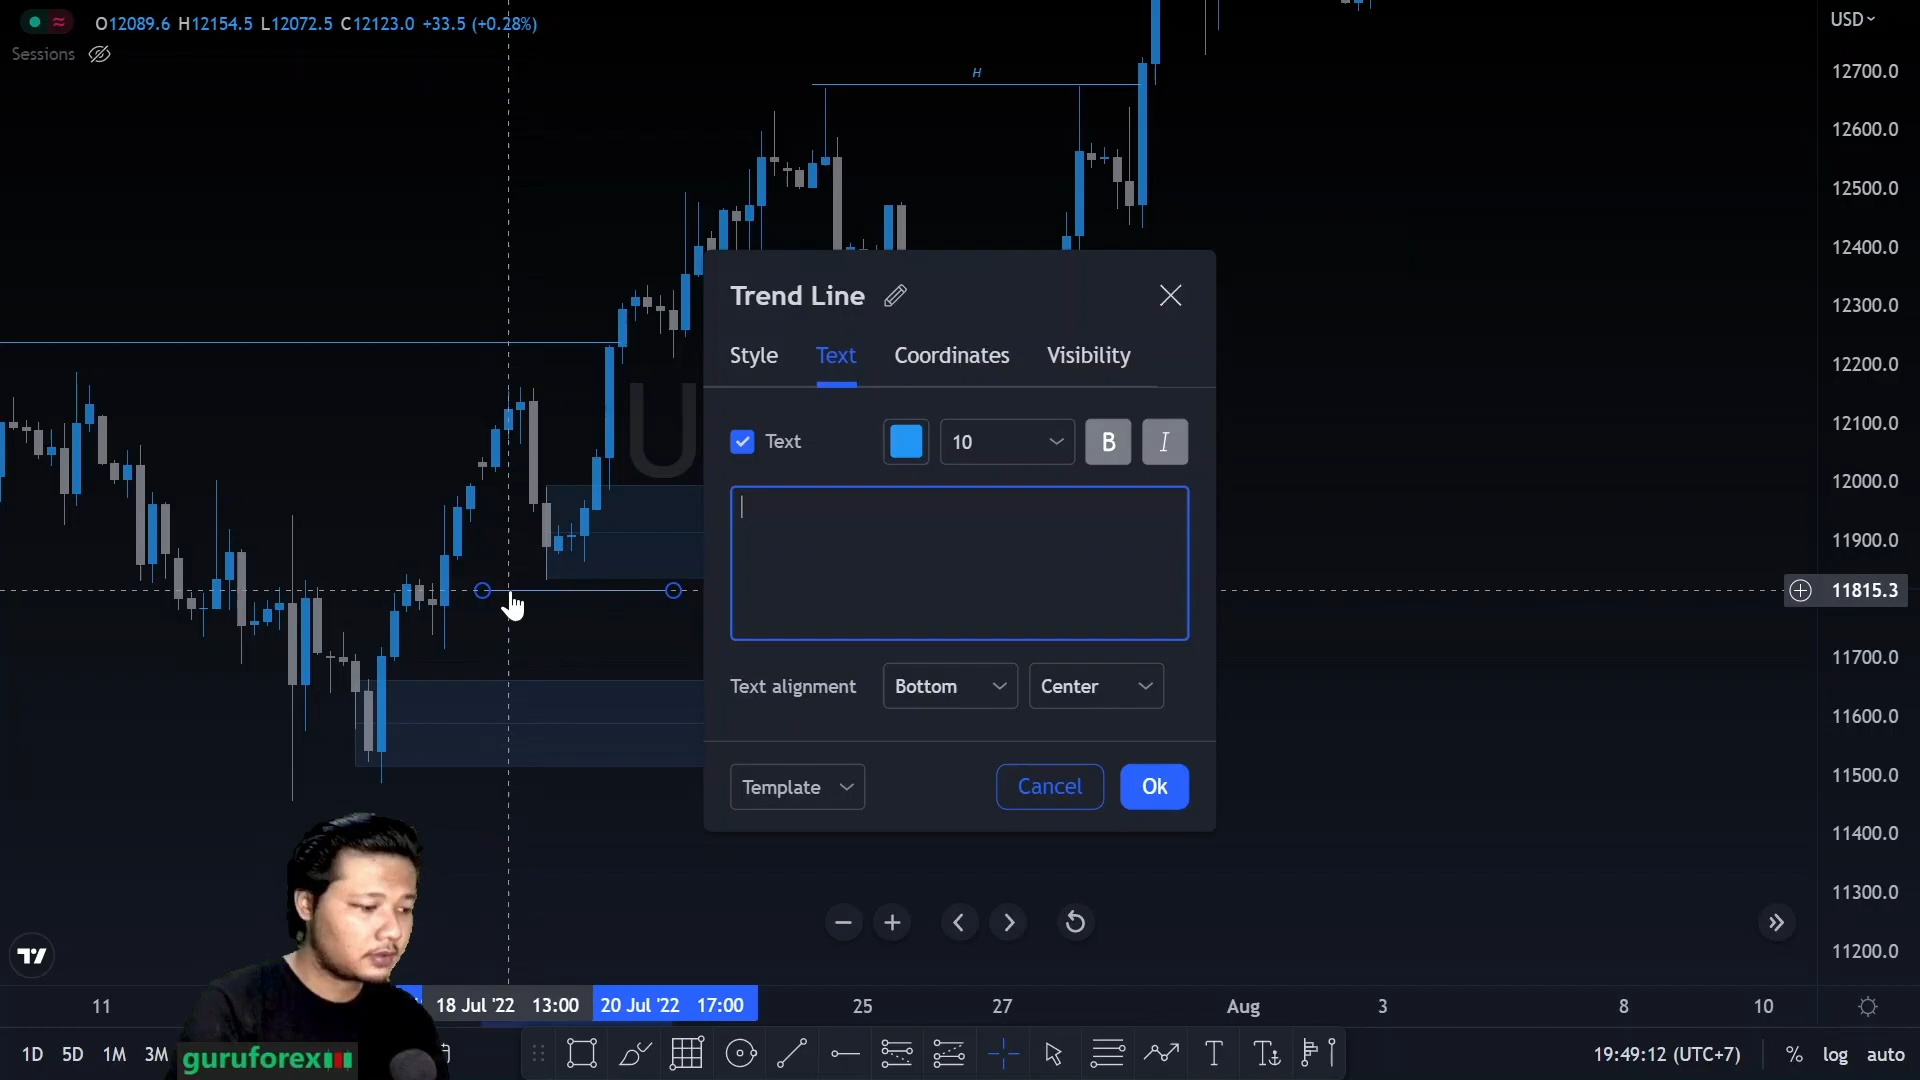 O12089.6 H12154.5 L12072.5 C12123.0 +33.5 (+0.28%)
Sessions
USD
H
12700.0
12600.0
12500.0
12400.0
12300.0
12200.0
12100.0
12000.0
11900.0
11815.3
11700.0
11600.0
11500.0
11400.0
11300.0
11200.0
U
Trend Line
Style Text Coordinates Visibility
Text 10 B I
Text alignment Bottom Center
Template Cancel Ok
11 18 Jul '22 13:00 20 Jul '22 17:00 25 27 Aug 3 8 10
1D 5D 1M 3M
guruforex
19:49:12 (UTC+7) % log auto